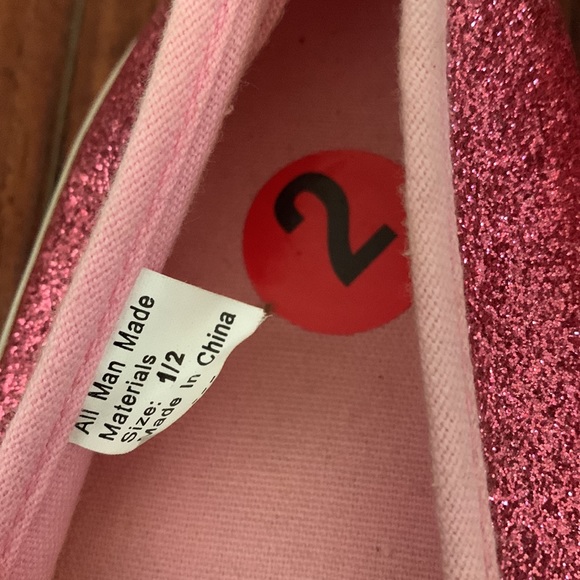 2
All Man Made
Materials
Size: 1/2
Made In China